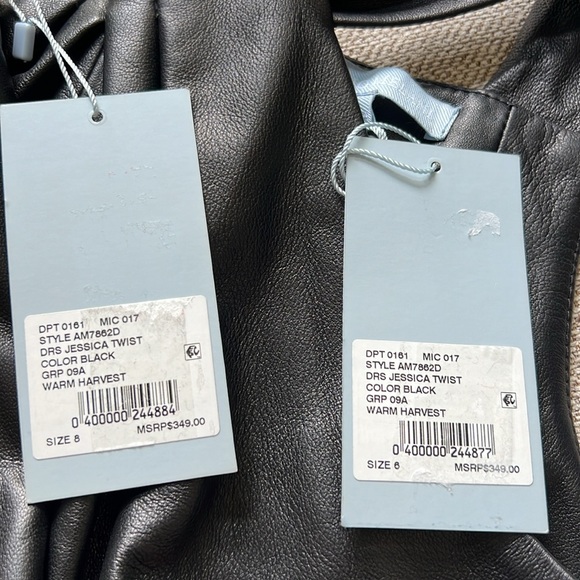 DPT 0161 MIC 017
STYLE AM7862D
DRS JESSICA TWIST
COLOR BLACK
GRP 09A
WARM HARVEST
0 400000 244884
SIZE 8 MSRP$349.00
DPT 0161 MIC 017
STYLE AM7862D
DRS JESSICA TWIST
COLOR BLACK
GRP 09A
WARM HARVEST
0 400000 244877
SIZE 6 MSRP$349.00